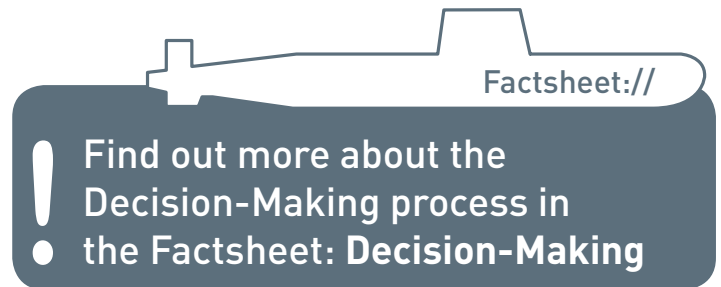 Factsheet://
! Find out more about the
Decision-Making process in
the Factsheet: Decision-Making